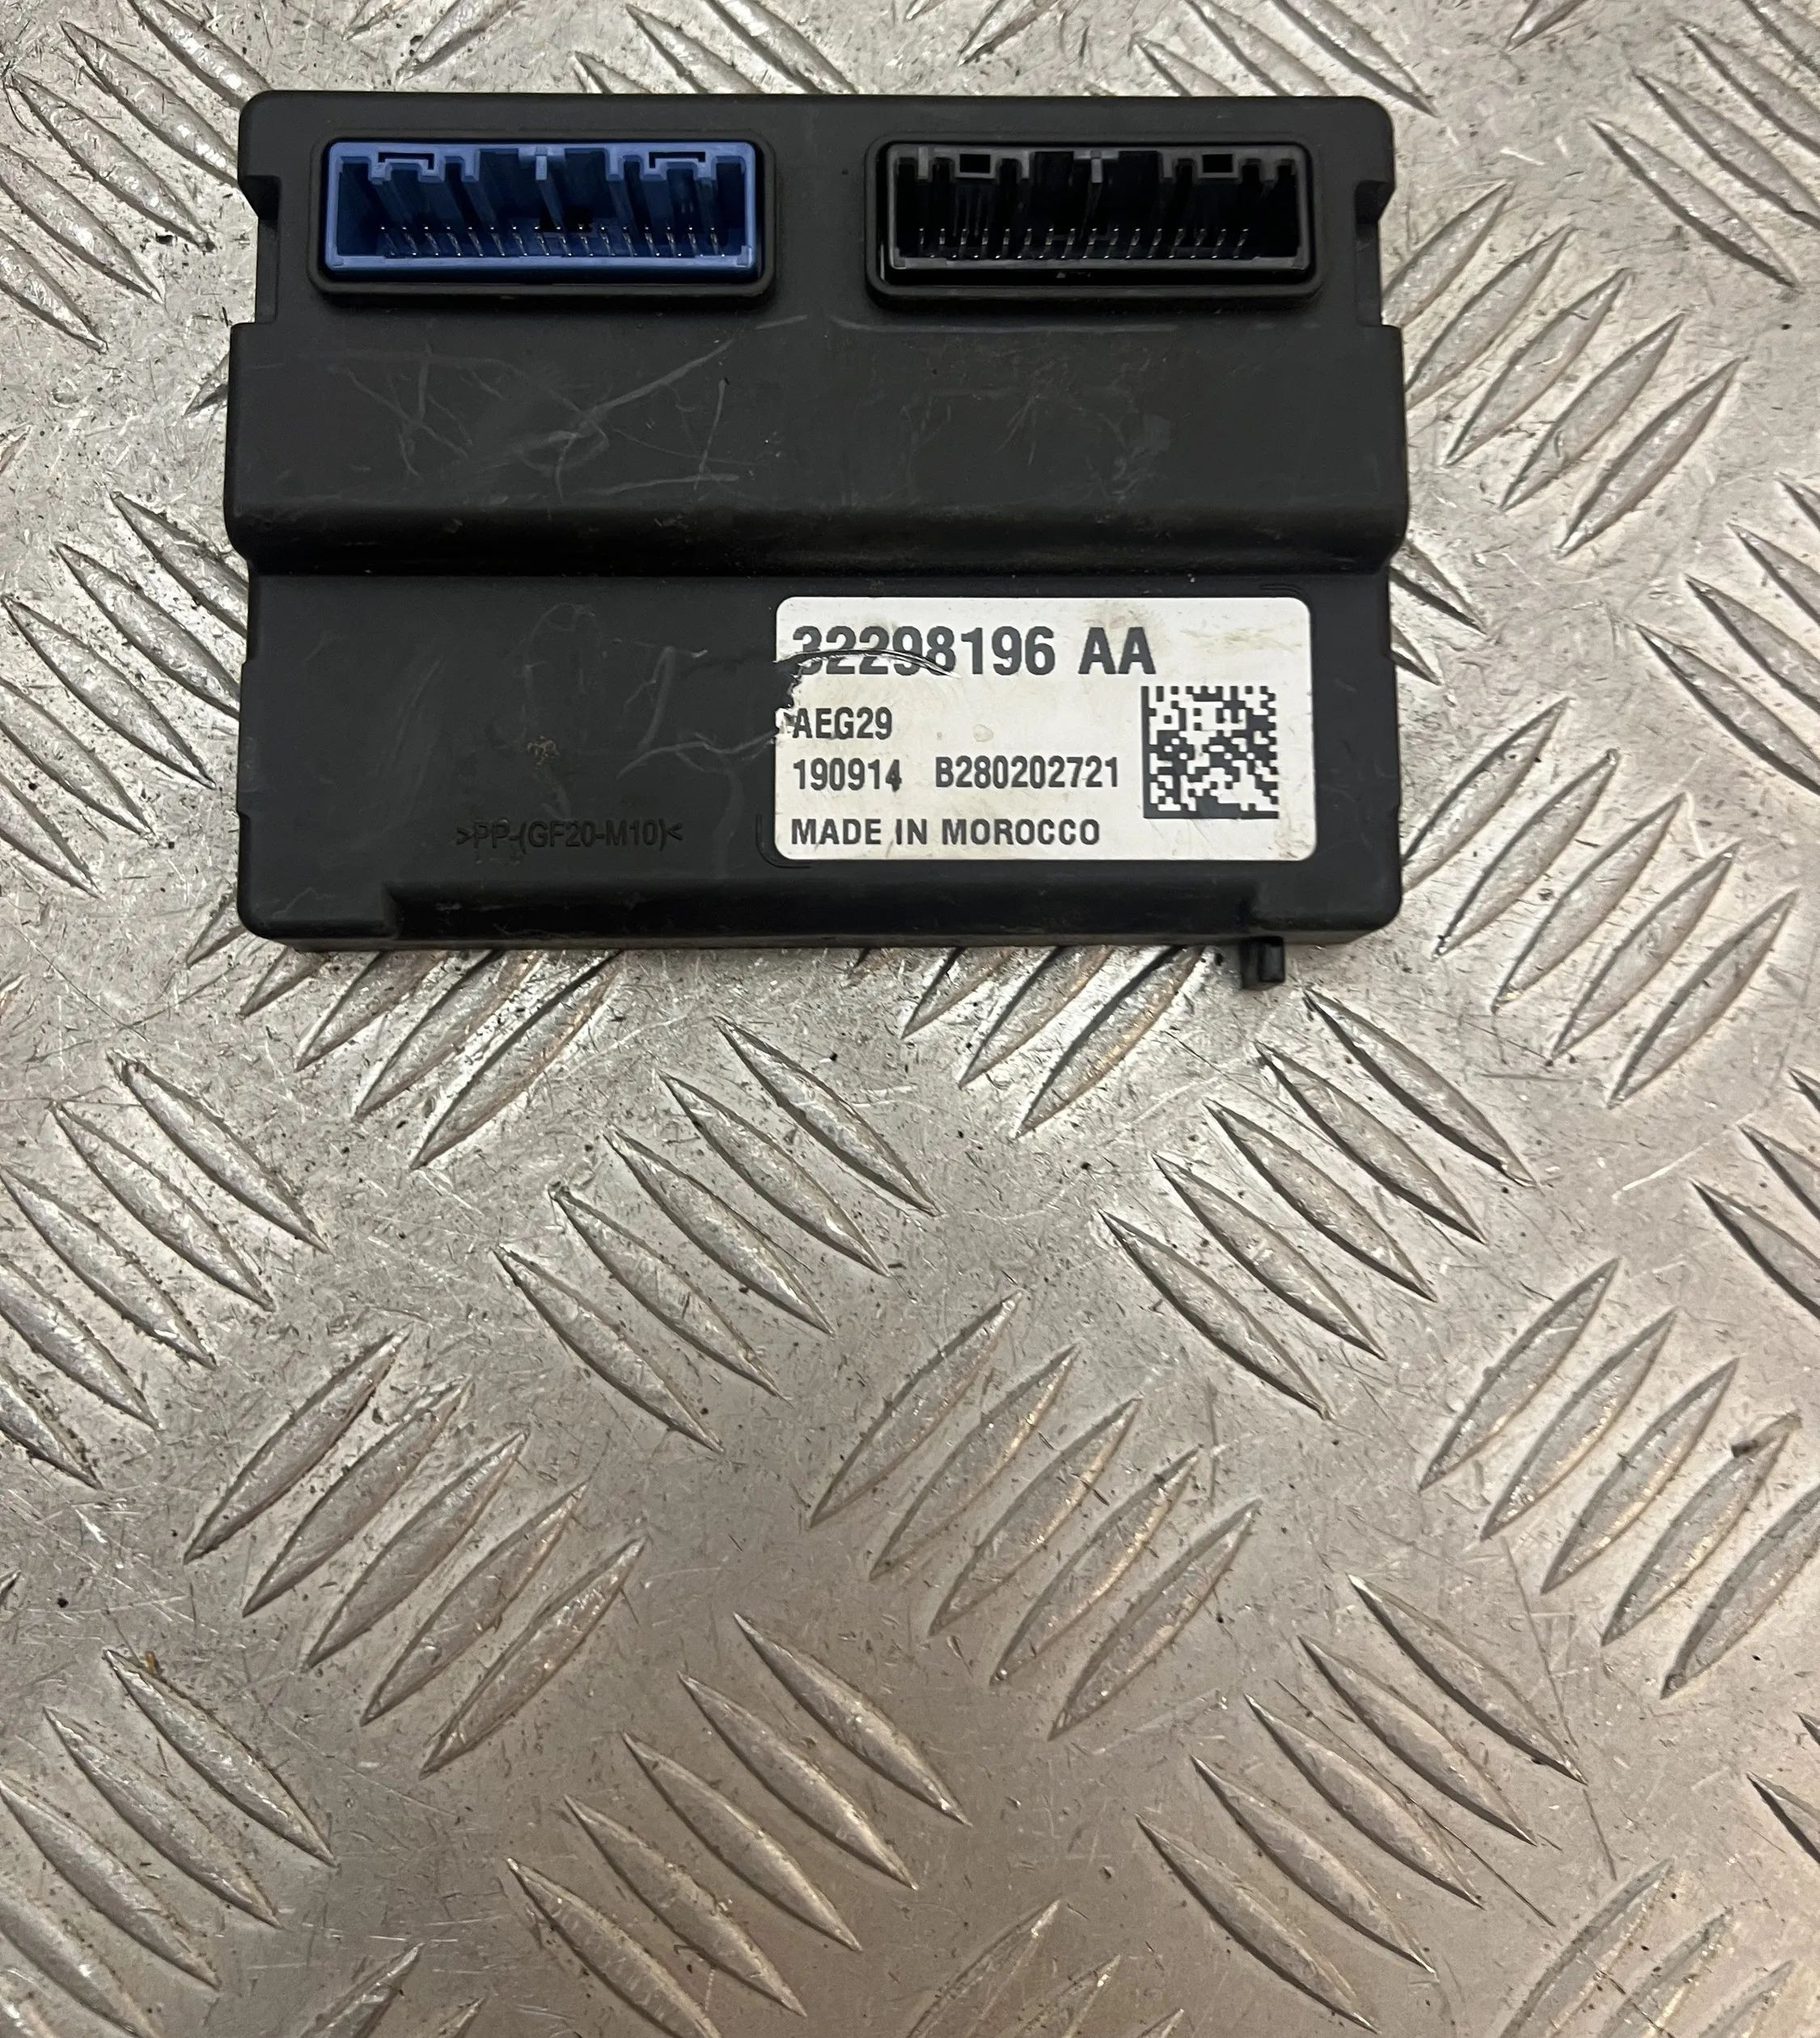 32298196 AA
AEG29
190914 B280202721
MADE IN MOROCCO
>PP-(GF20-M10)<